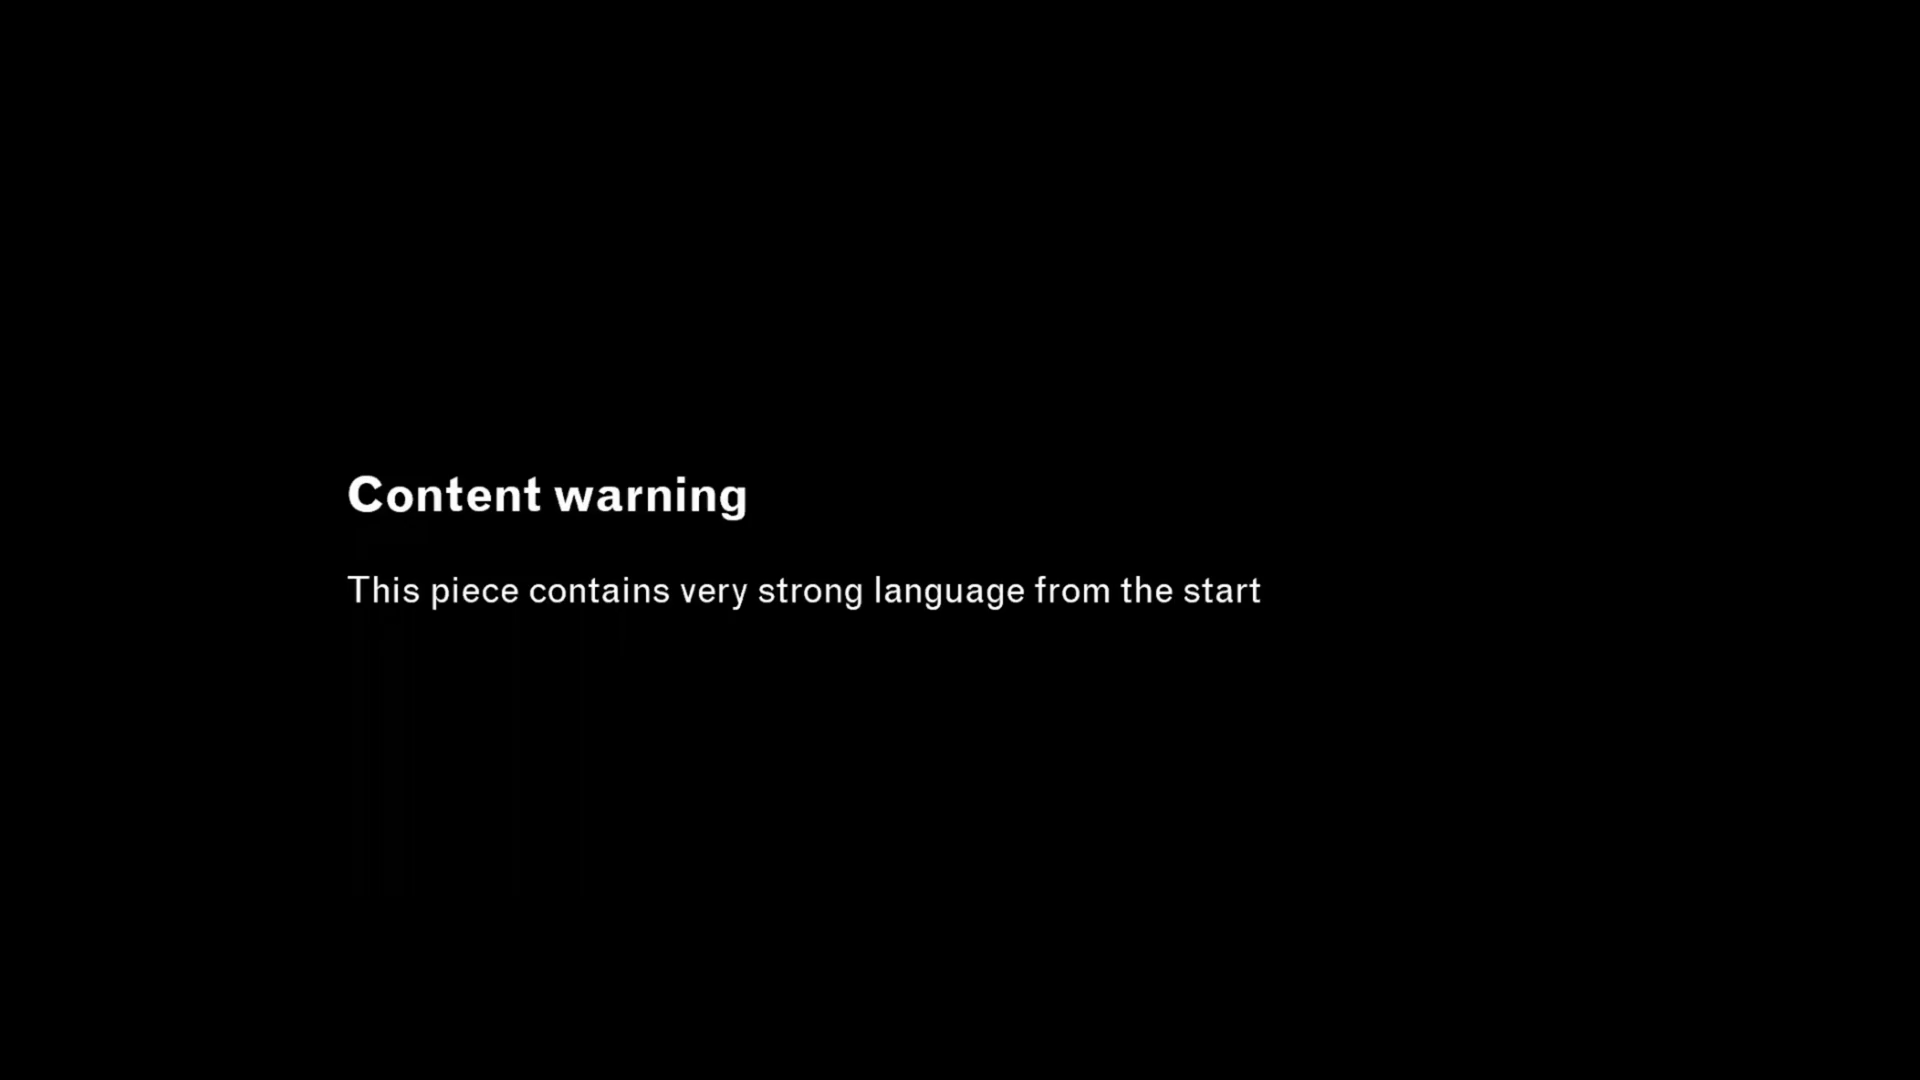 Content warning
This piece contains very strong language from the start